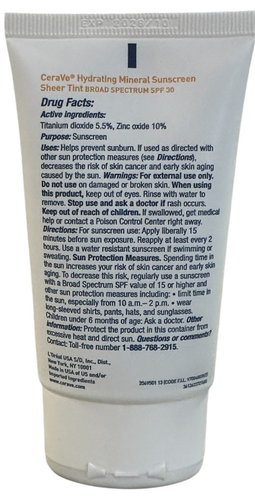 CeraVe® Hydrating Mineral Sunscreen
Sheer Tint BROAD SPECTRUM SPF 30
Drug Facts:
Active Ingredients:
Titanium dioxide 5.5%, Zinc oxide 10%
Purpose: Sunscreen
Uses: Helps prevent sunburn. If used as directed with
other sun protection measures (see Directions),
decreases the risk of skin cancer and early skin aging
caused by the sun. Warnings: For external use only.
Do not use on damaged or broken skin. When using
this product, keep out of eyes. Rinse with water to
remove. Stop use and ask a doctor if rash occurs.
Keep out of reach of children. If swallowed, get medical
help or contact a Poison Control Center right away.
Directions: For sunscreen use: Apply liberally 15
minutes before sun exposure. Reapply at least every 2
hours. Use a water resistant sunscreen if swimming or
sweating. Sun Protection Measures. Spending time in
the sun increases your risk of skin cancer and early skin
aging. To decrease this risk, regularly use a sunscreen
with a Broad Spectrum SPF value of 15 or higher and
other sun protection measures including: • limit time in
the sun, especially from 10 a.m.– 2 p.m. • wear
long-sleeved shirts, pants, hats, and sunglasses.
Children under 6 months of age: Ask a doctor. Other
information: Protect the product in this container from
excessive heat and direct sun. Questions or comments?
Contact: Toll-free number 1-888-768-2915.
L'Oréal USA S/D, Inc., Dist.,
New York, NY 10001
Made in USA of US and/or
Imported Ingredients
www.cerave.com